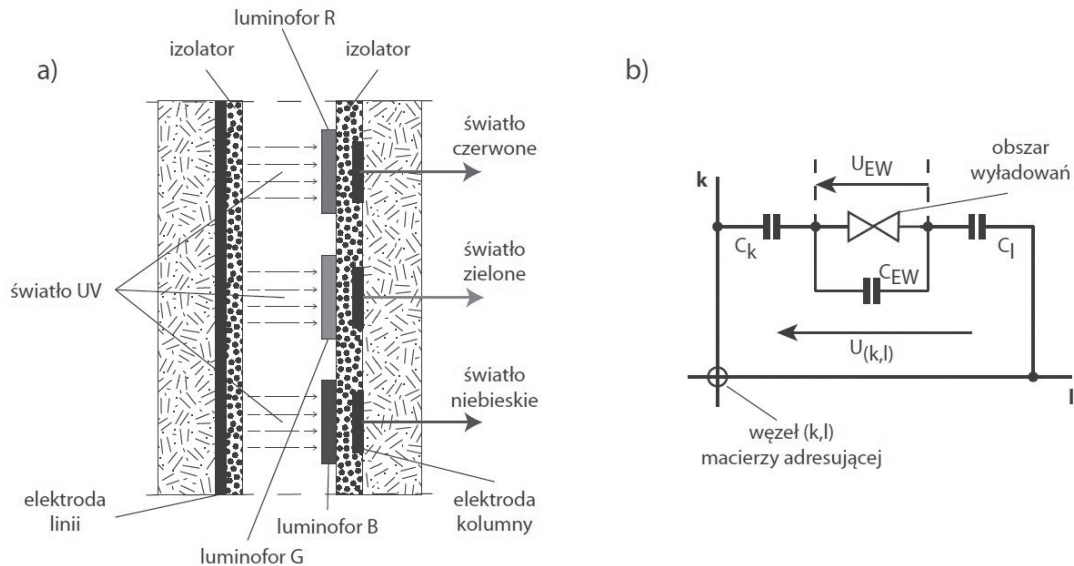 a)
luminofor R
izolator
izolator
światło
czerwone
światło
zielone
światło UV
światło
niebieskie
elektroda
linii
luminofor B
luminofor G
elektroda
kolumny
b)
k
U_EW
obszar
wyładowań
C_k
C_l
C_EW
U_(k,l)
l
węzeł (k,l)
macierzy adresującej